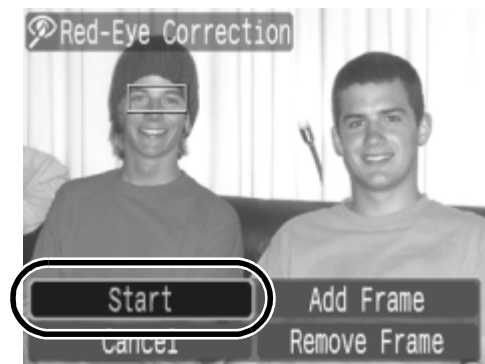 Red-Eye Correction
Start
Add Frame
Cancel
Remove Frame